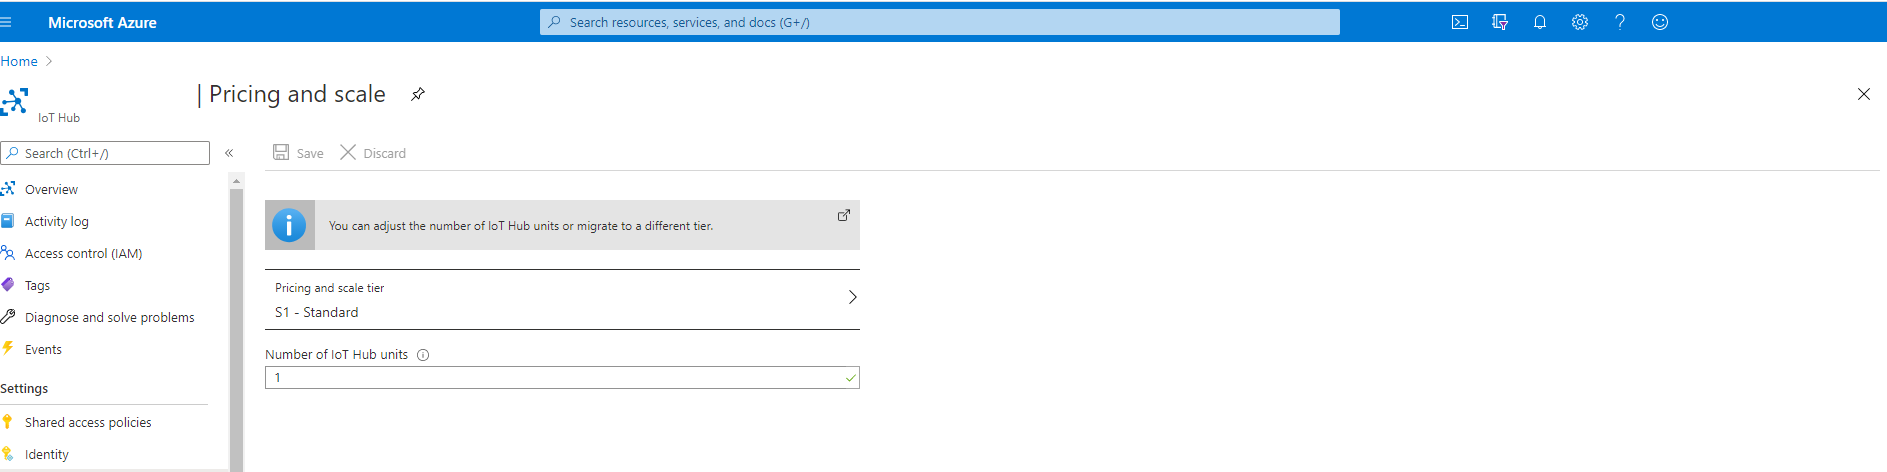 Microsoft Azure
Search resources, services, and docs (G+/)
Home
| Pricing and scale
IoT Hub
Search (Ctrl+/)
«
Save
Discard
Overview
Activity log
Access control (IAM)
Tags
Diagnose and solve problems
Events
Settings
Shared access policies
Identity
You can adjust the number of IoT Hub units or migrate to a different tier.
Pricing and scale tier
S1 - Standard
Number of IoT Hub units
1